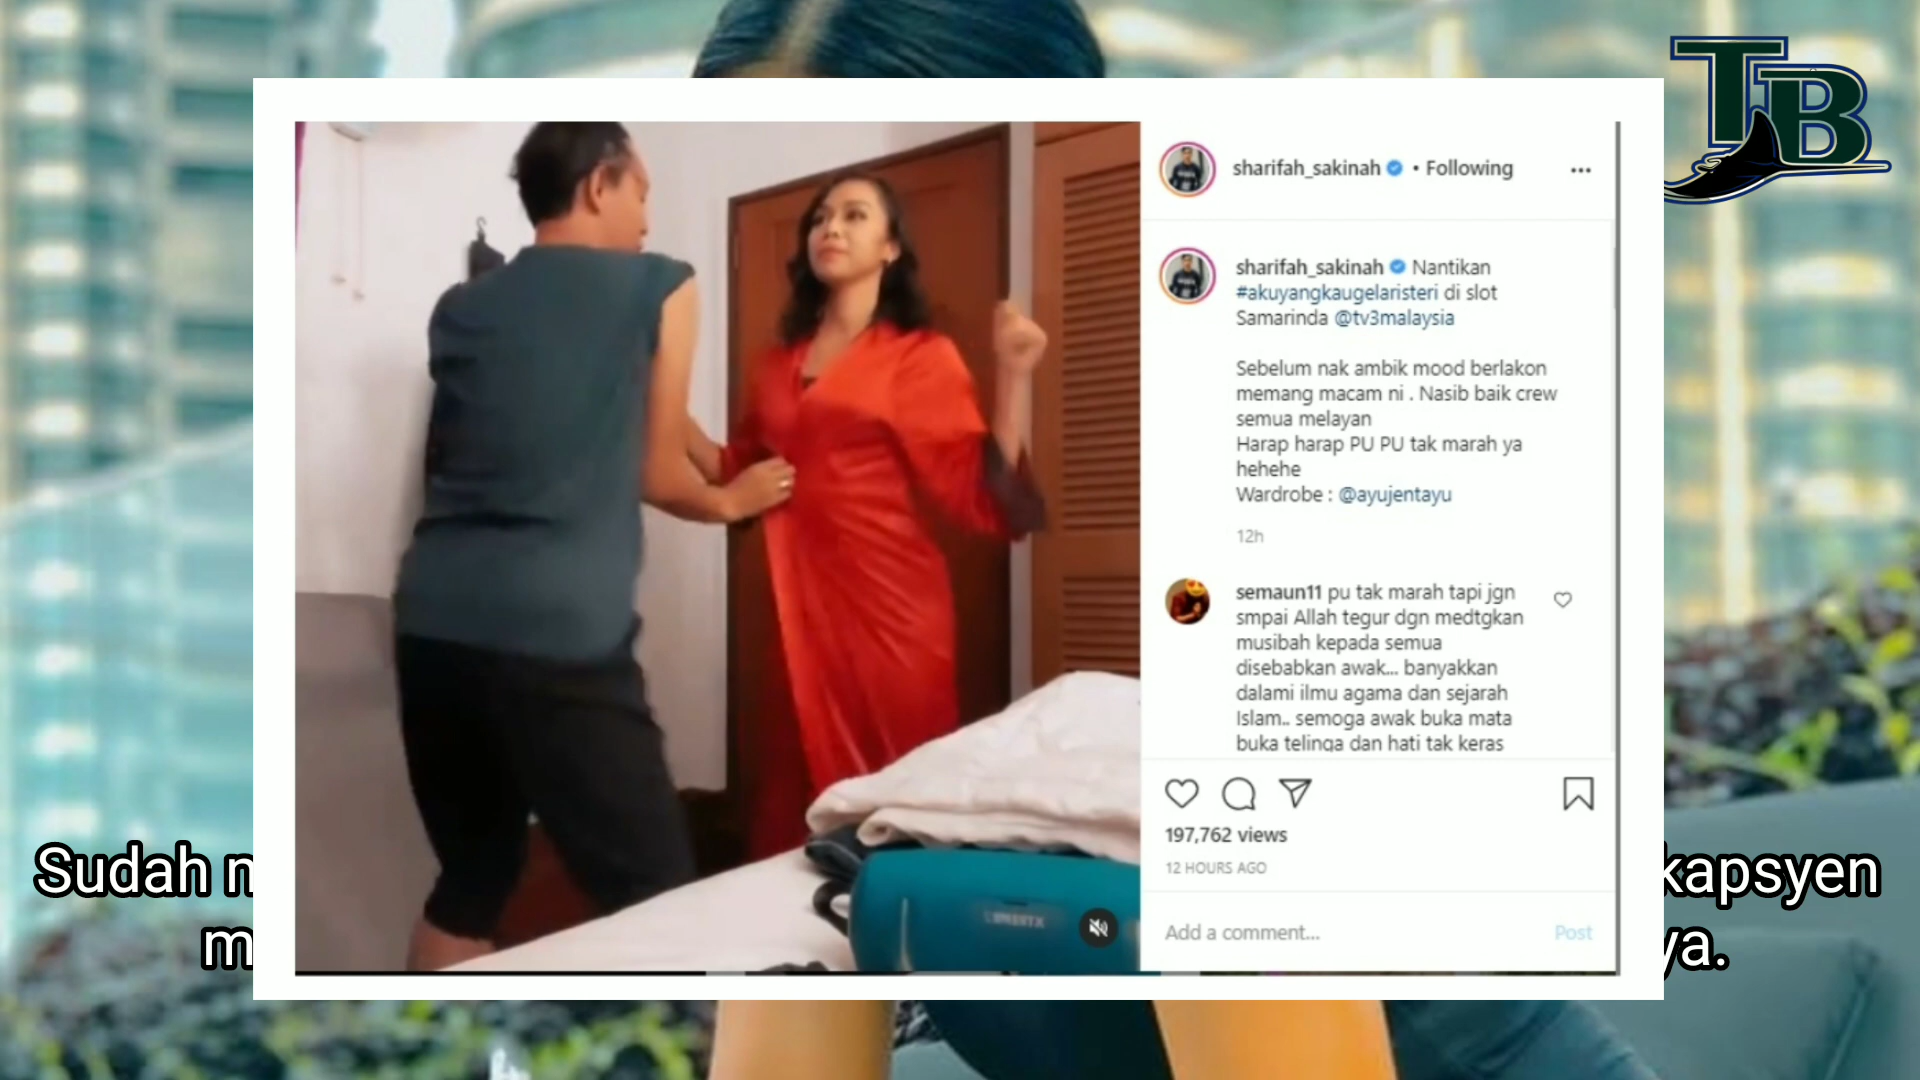 TB
sharifah_sakinah • Following
sharifah_sakinah Nantikan
#akuyangkaugelaristeri di slot
Samarinda @tv3malaysia
Sebelum nak ambik mood berlakon
memang macam ni . Nasib baik crew
semua melayan
Harap harap PU PU tak marah ya
hehehe
Wardrobe : @ayujentayu
12h
semaun11 pu tak marah tapi jgn
smpai Allah tegur dgn medtgkan
musibah kepada semua
disebabkan awak... banyakkan
dalami ilmu agama dan sejarah
Islam.. semoga awak buka mata
buka telinga dan hati tak keras
197,762 views
12 HOURS AGO
Add a comment... Post
Sudah kapsyen